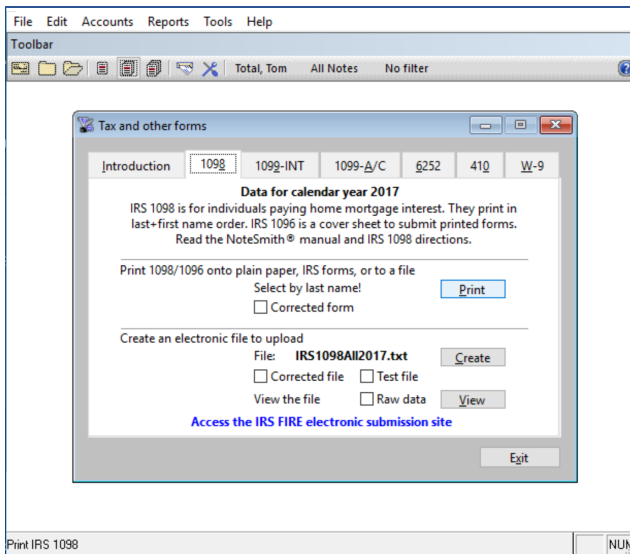 File Edit Accounts Reports Tools Help
Toolbar
Total, Tom All Notes No filter
Tax and other forms
Introduction 1098 1099-INT 1099-A/C 6252 410 W-9
Data for calendar year 2017
IRS 1098 is for individuals paying home mortgage interest. They print in
last+first name order. IRS 1096 is a cover sheet to submit printed forms.
Read the NoteSmith® manual and IRS 1098 directions.
Print 1098/1096 onto plain paper, IRS forms, or to a file
Select by last name! Print
Corrected form
Create an electronic file to upload
File: IRS1098All2017.txt Create
Corrected file Test file
View the file Raw data View
Access the IRS FIRE electronic submission site
Exit
Print IRS 1098 NUM